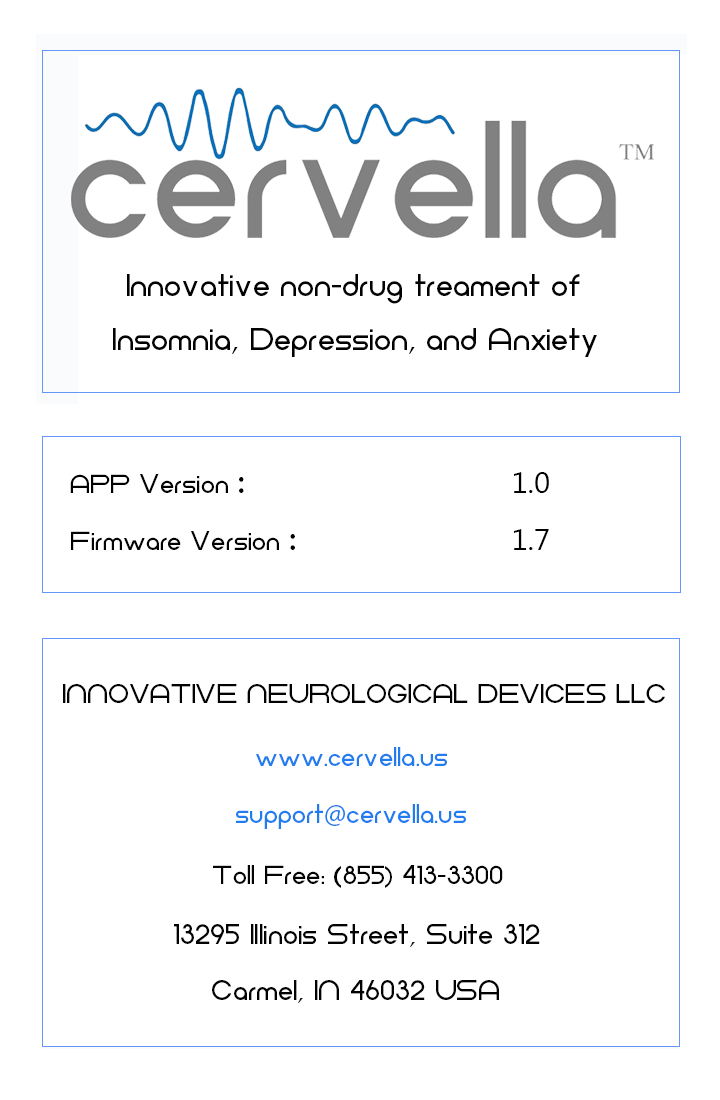 cervella™
Innovative non-drug treament of
Insomnia, Depression, and Anxiety
APP Version : 1.0
Firmware Version : 1.7
INNOVATIVE NEUROLOGICAL DEVICES LLC
www.cervella.us
support@cervella.us
Toll Free: (855) 413-3300
13295 Illinois Street, Suite 312
Carmel, IN 46032 USA